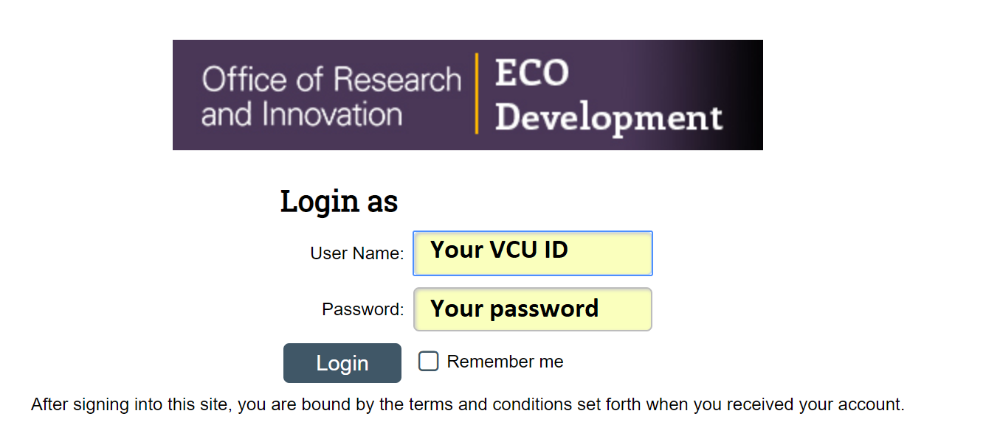 Office of Research
and Innovation
ECO
Development
Login as
User Name: Your VCU ID
Password: Your password
Login Remember me
After signing into this site, you are bound by the terms and conditions set forth when you received your account.